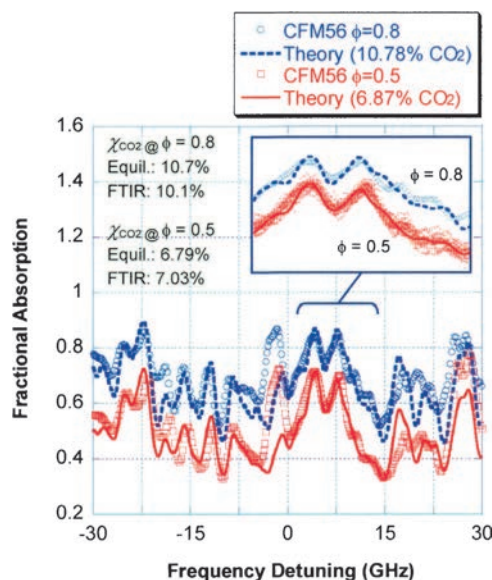 CFM56 ϕ=0.8
Theory (10.78% CO₂)
CFM56 ϕ=0.5
Theory (6.87% CO₂)
1.6
1.4
1.2
1
0.8
0.6
0.4
0.2
Fractional Absorption
χCO2@ ϕ = 0.8
Equil.: 10.7%
FTIR: 10.1%
χCO2@ ϕ = 0.5
Equil.: 6.79%
FTIR: 7.03%
ϕ = 0.8
ϕ = 0.5
-30 -15 0 15 30
Frequency Detuning (GHz)